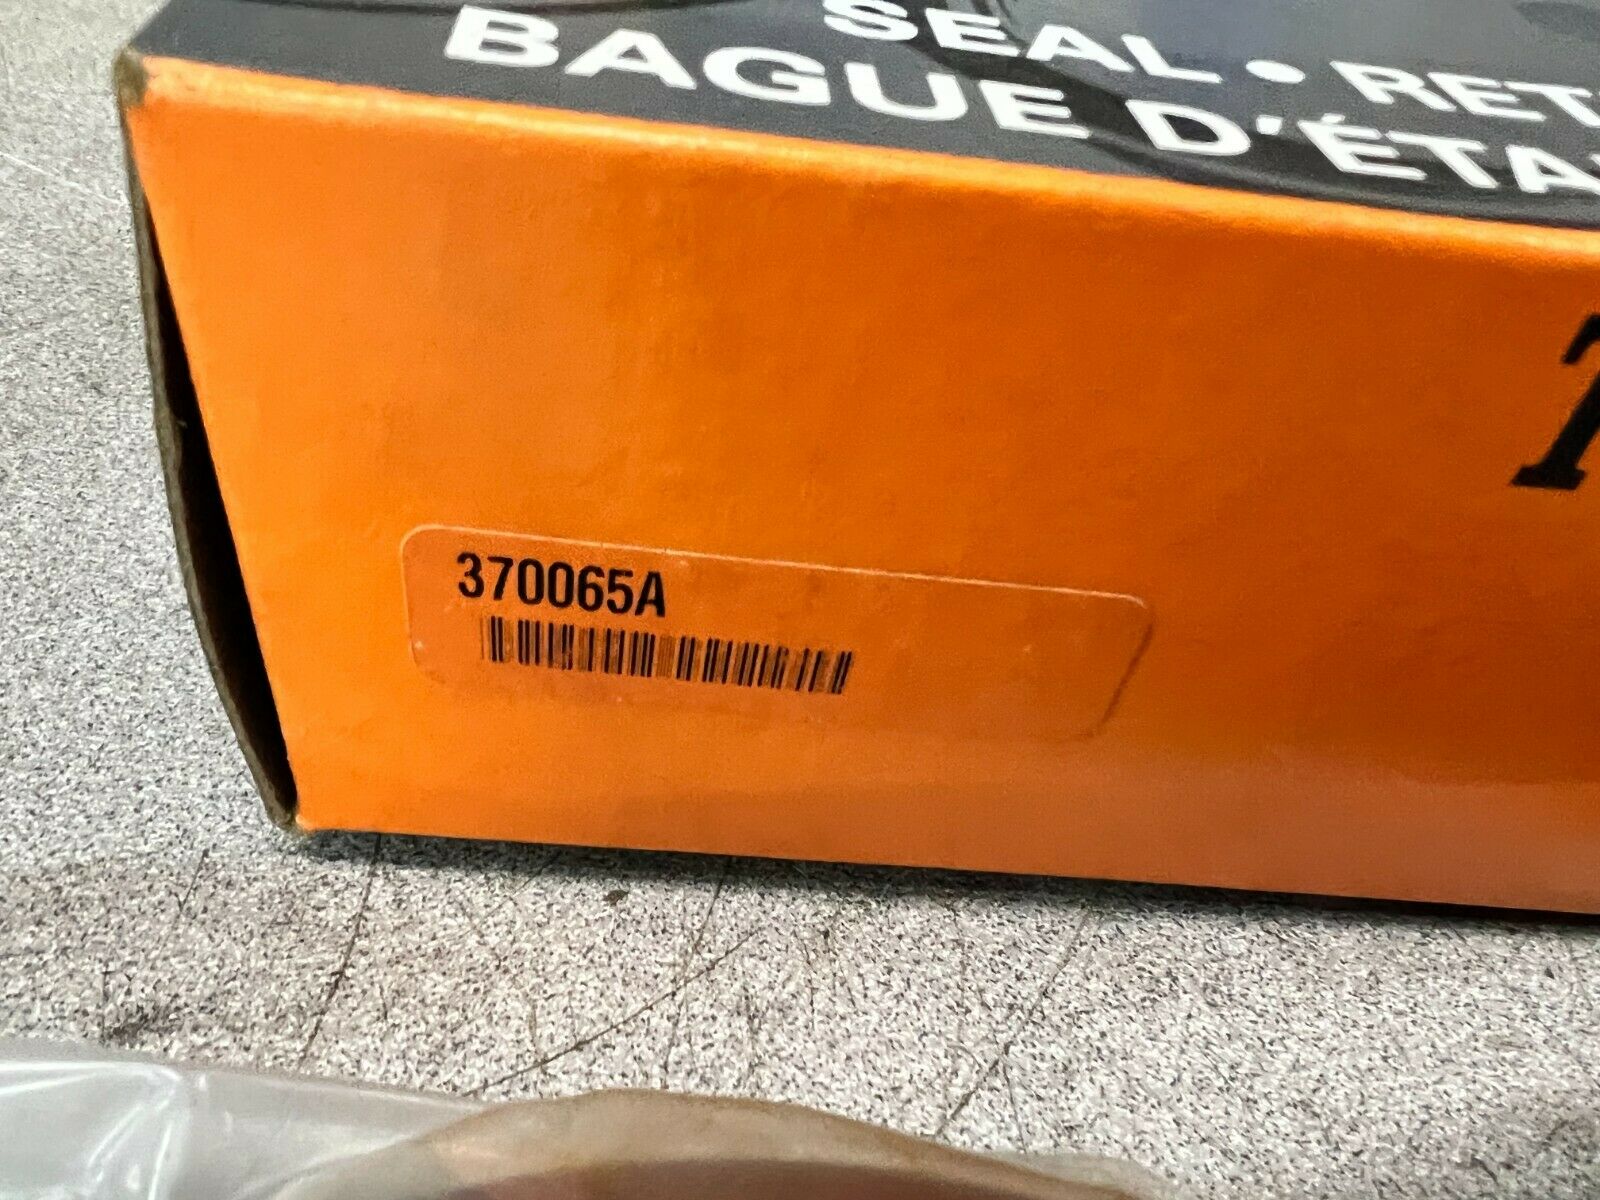 SEAL • RET
BAGUE D'ÉTA
T
370065A